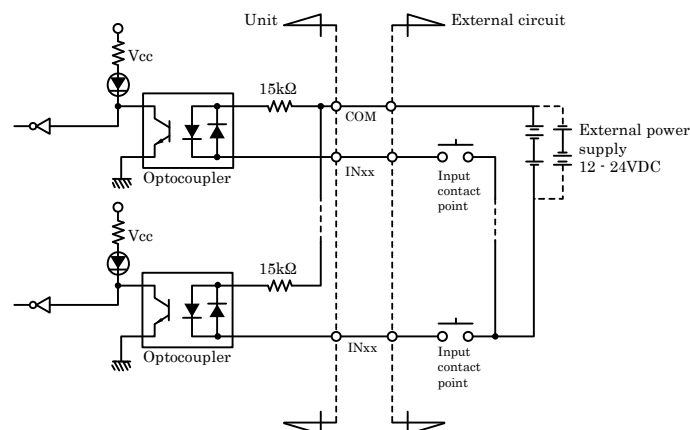 Unit
External circuit
Vcc
15kΩ
COM
External power
supply
12 - 24VDC
INxx
Input
contact
point
Optocoupler
Vcc
15kΩ
INxx
Input
contact
point
Optocoupler